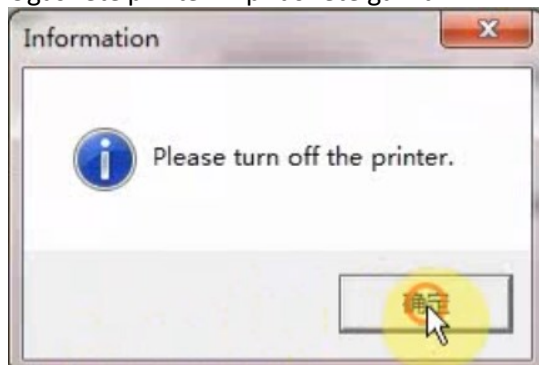 Information
Please turn off the printer.
确定